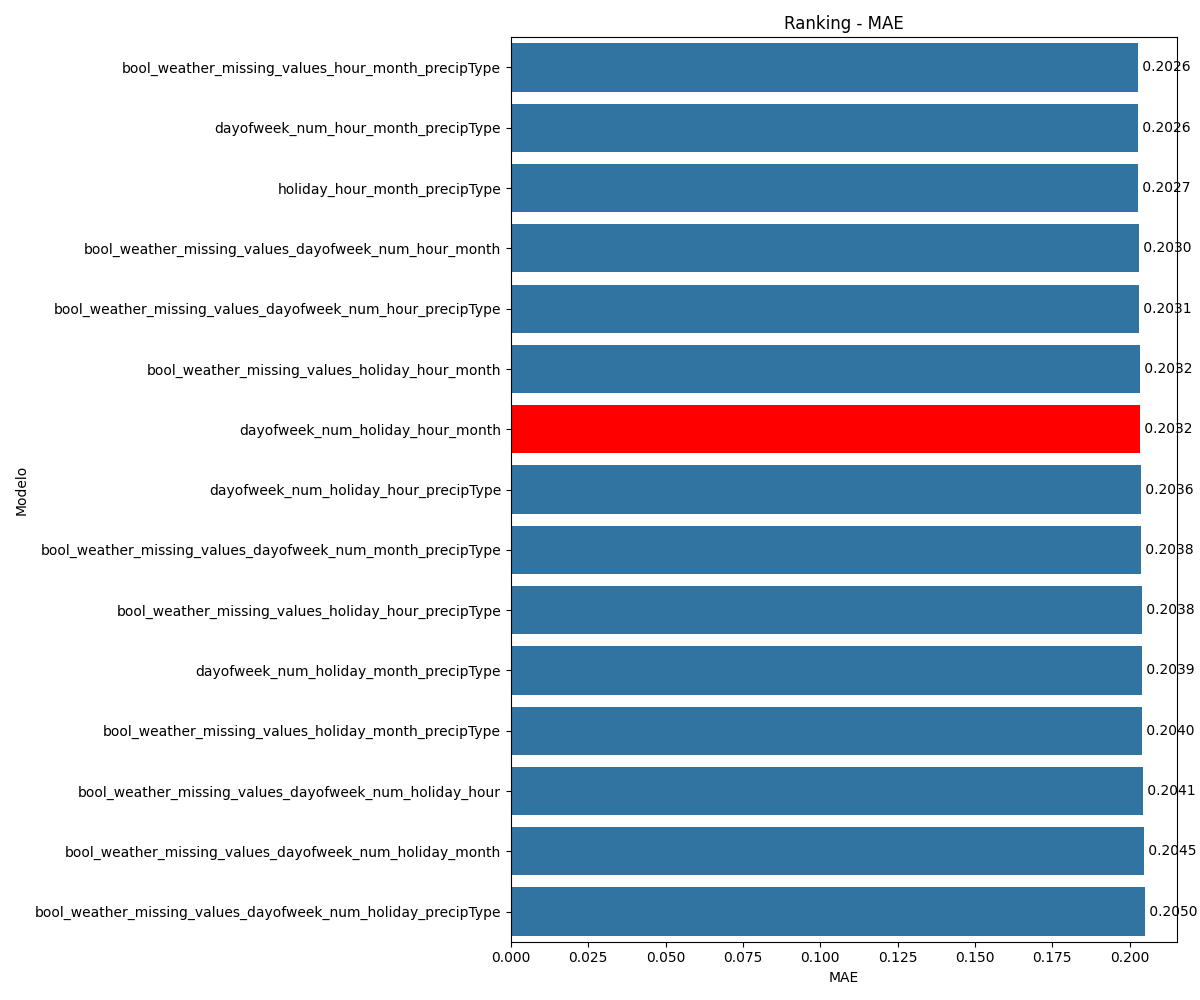 Ranking - MAE
bool_weather_missing_values_hour_month_precipType 0.2026
dayofweek_num_hour_month_precipType 0.2026
holiday_hour_month_precipType 0.2027
bool_weather_missing_values_dayofweek_num_hour_month 0.2030
bool_weather_missing_values_dayofweek_num_hour_precipType 0.2031
bool_weather_missing_values_holiday_hour_month 0.2032
dayofweek_num_holiday_hour_month 0.2032
Modelo
dayofweek_num_holiday_hour_precipType 0.2036
bool_weather_missing_values_dayofweek_num_month_precipType 0.2038
bool_weather_missing_values_holiday_hour_precipType 0.2038
dayofweek_num_holiday_month_precipType 0.2039
bool_weather_missing_values_holiday_month_precipType 0.2040
bool_weather_missing_values_dayofweek_num_holiday_hour 0.2041
bool_weather_missing_values_dayofweek_num_holiday_month 0.2045
bool_weather_missing_values_dayofweek_num_holiday_precipType 0.2050
0.000 0.025 0.050 0.075 0.100 0.125 0.150 0.175 0.200
MAE